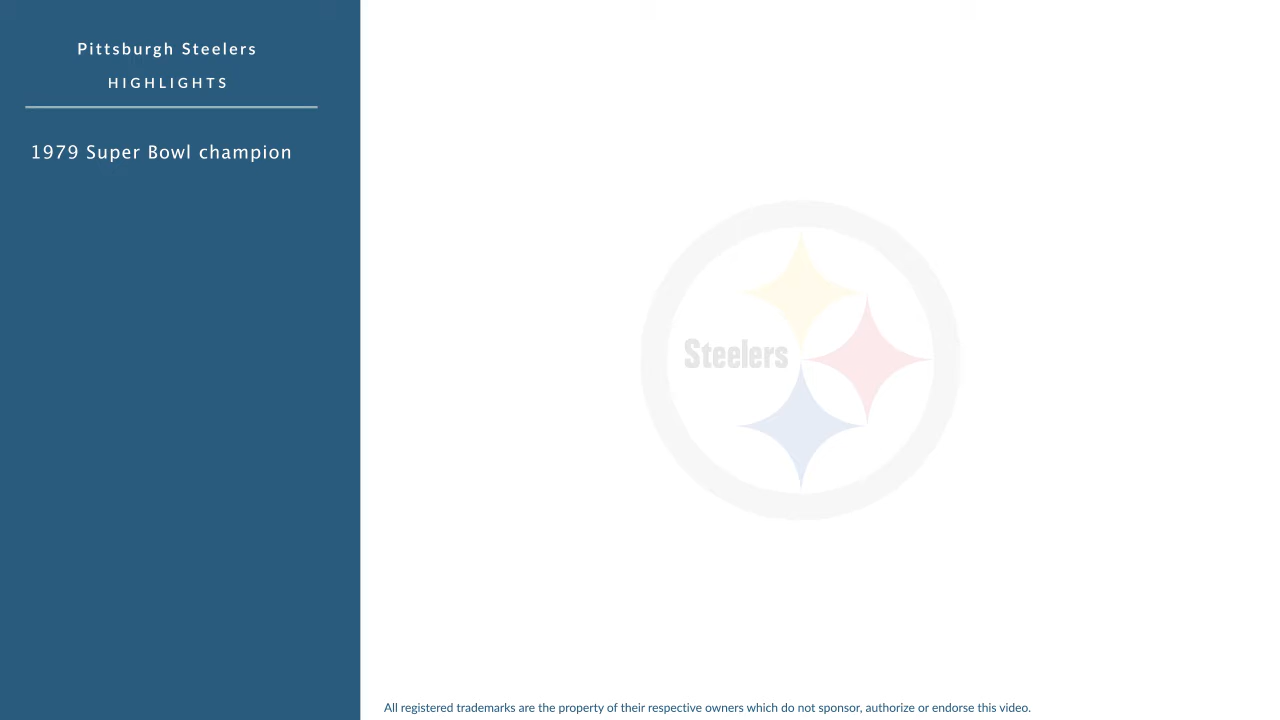 Pittsburgh Steelers
HIGHLIGHTS
1979 Super Bowl champion
Steelers
All registered trademarks are the property of their respective owners which do not sponsor, authorize or endorse this video.